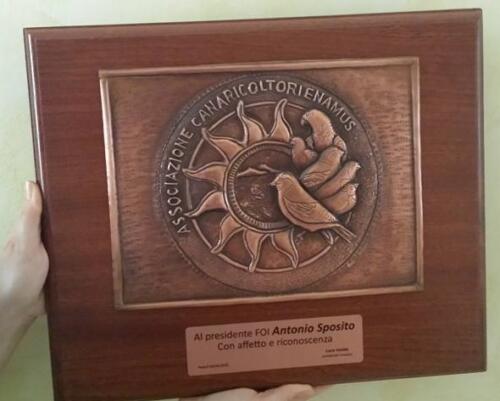 ASSOCIAZIONE CANARICOLTORI ENAMUS
Al presidente FOI Antonio Sposito
Con affetto e riconoscenza